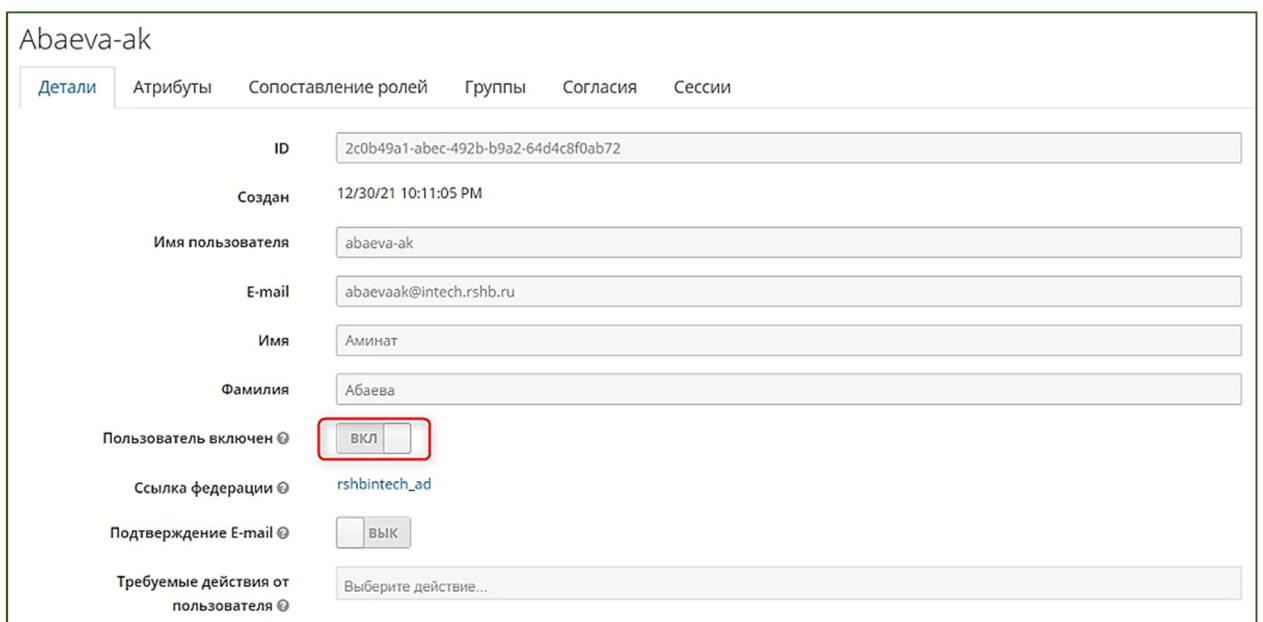 Abaeva-ak
Детали Атрибуты Сопоставление ролей Группы Согласия Сессии
ID 2c0b49a1-abec-492b-b9a2-64d4c8f0ab72
Создан 12/30/21 10:11:05 PM
Имя пользователя abaeva-ak
E-mail abaevaak@intech.rshb.ru
Имя Аминат
Фамилия Абаева
Пользователь включен ВКЛ
Ссылка федерации rshbintech_ad
Подтверждение E-mail ВЫК
Требуемые действия от Выберите действие...
пользователя